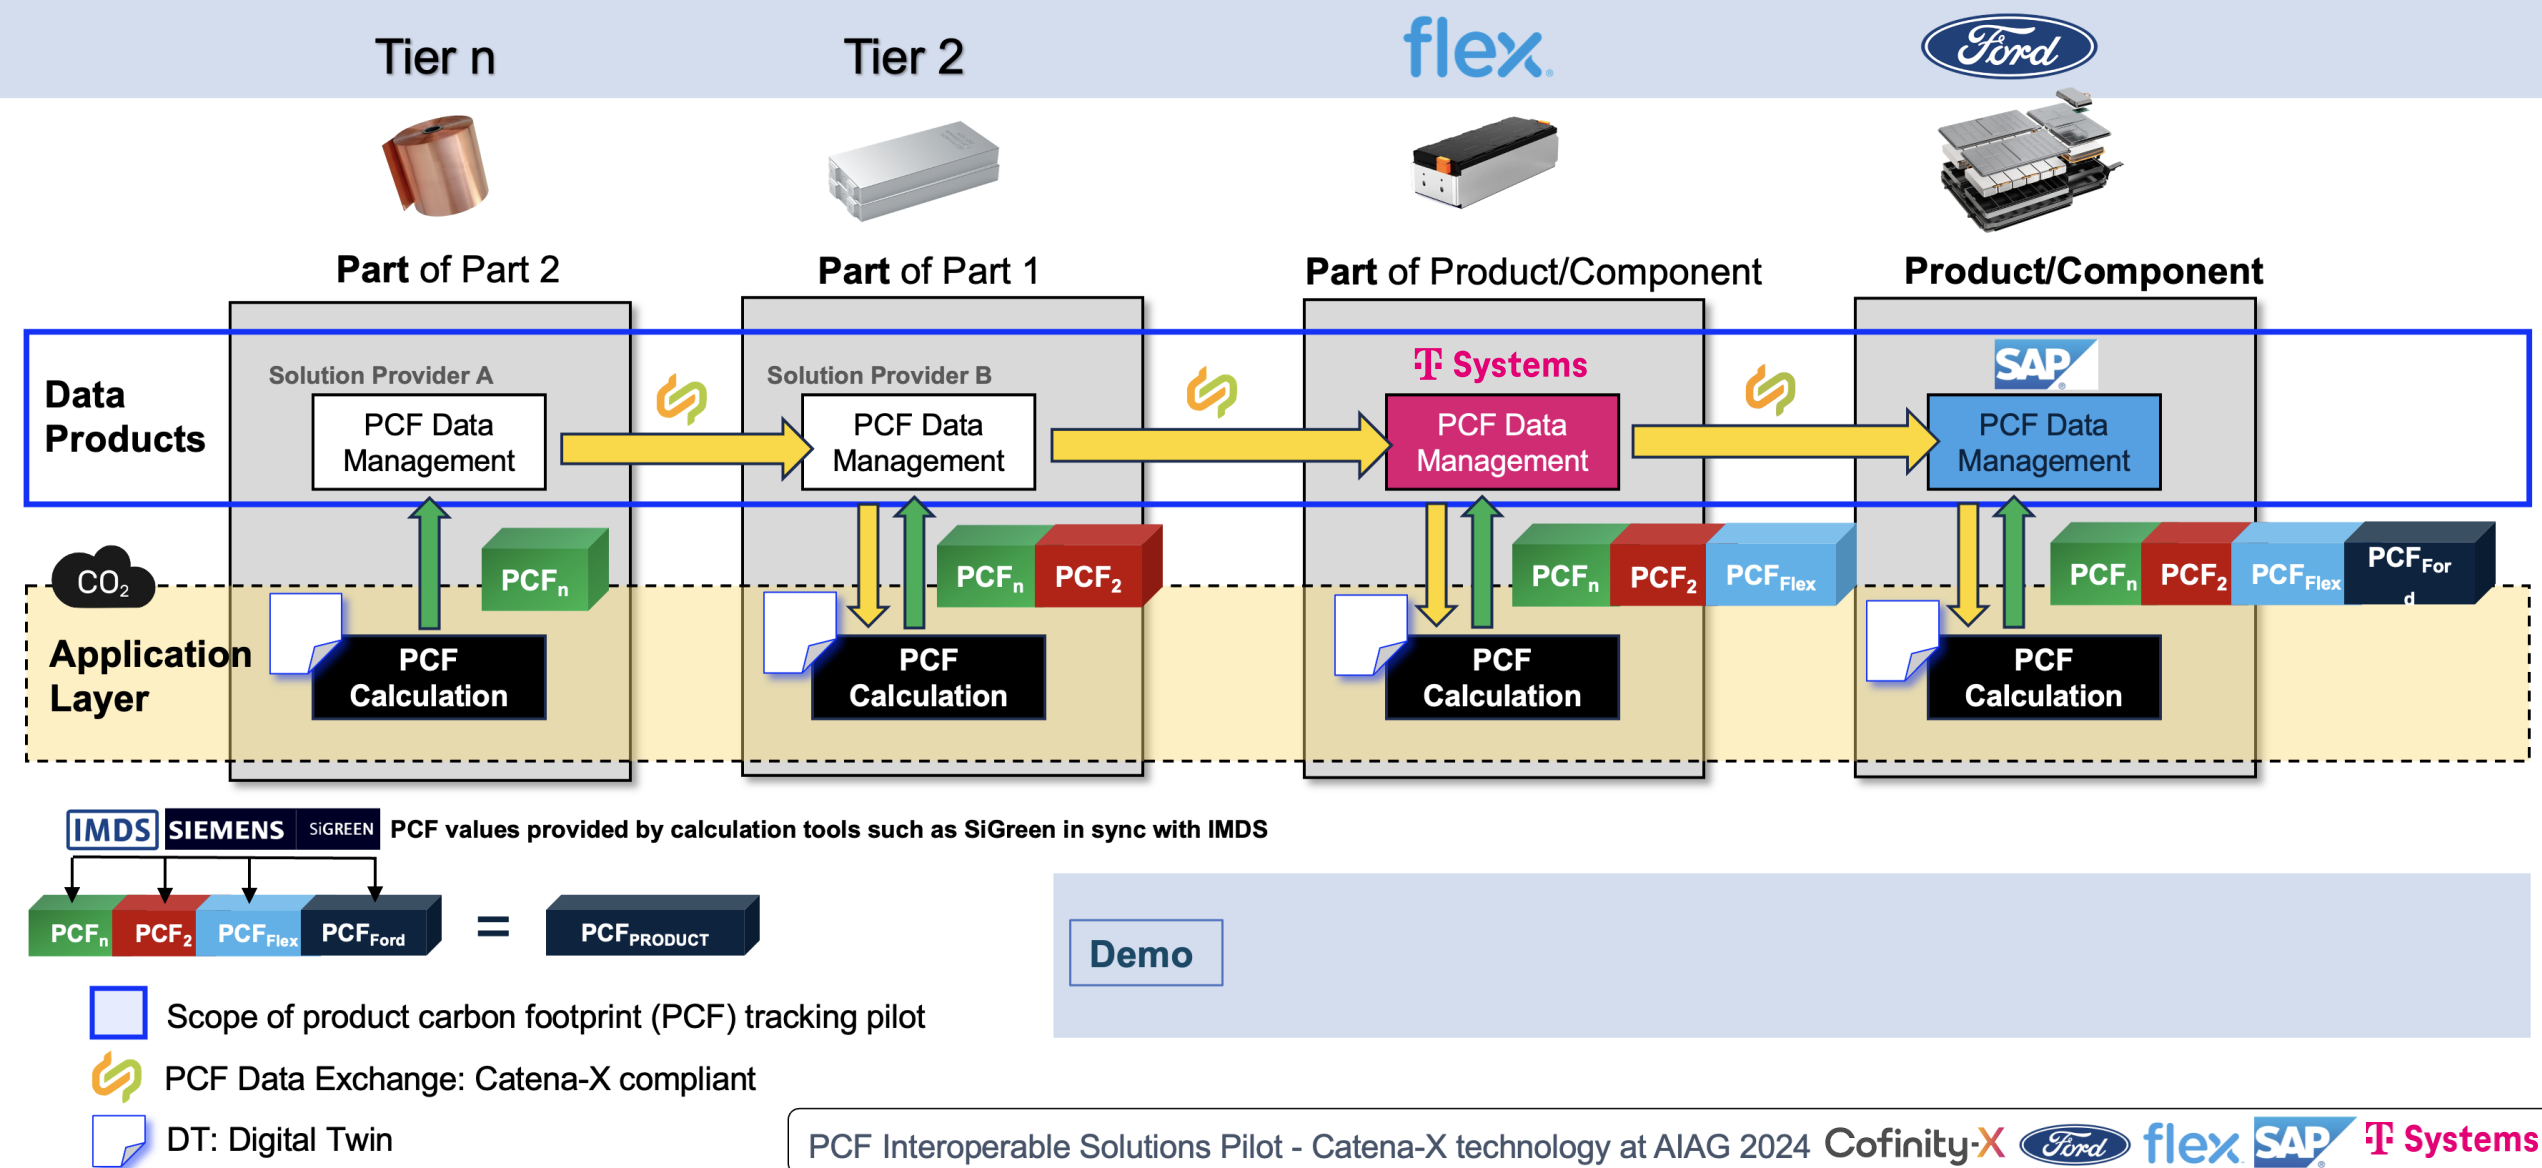 Tier n
Tier 2
flex
Ford
Part of Part 2
Part of Part 1
Part of Product/Component
Product/Component
Data
Products
Solution Provider A
PCF Data
Management
Solution Provider B
PCF Data
Management
T Systems
PCF Data
Management
SAP
PCF Data
Management
CO2
PCFn
PCFn PCF2
PCFn PCF2 PCFFlex
PCFn PCF2 PCFFlex PCFFor
d
Application
Layer
PCF
Calculation
PCF
Calculation
PCF
Calculation
PCF
Calculation
IMDS SIEMENS SiGREEN PCF values provided by calculation tools such as SiGreen in sync with IMDS
PCFn PCF2 PCFFlex PCFFord = PCFPRODUCT
Demo
Scope of product carbon footprint (PCF) tracking pilot
PCF Data Exchange: Catena-X compliant
DT: Digital Twin
PCF Interoperable Solutions Pilot - Catena-X technology at AIAG 2024 Cofinity-X Ford flex SAP T Systems